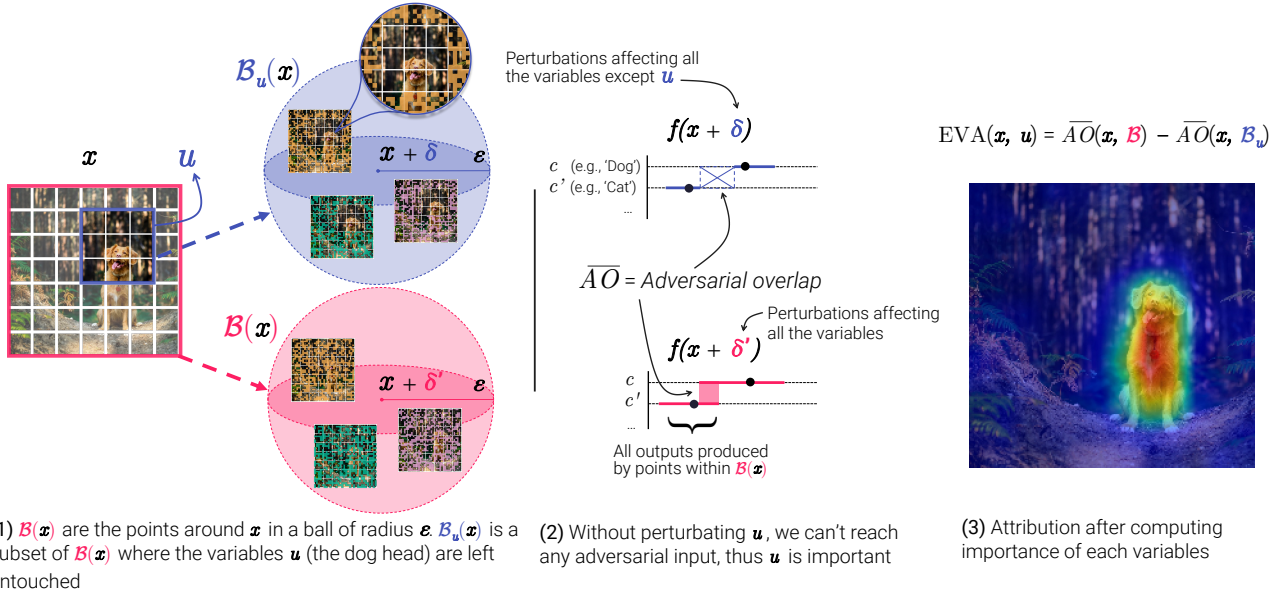 x
u
ℬᵤ(x)
x + δ
ε
ℬ(x)
x + δ'
ε
Perturbations affecting all
the variables except u
f(x + δ)
c (e.g., 'Dog')
c' (e.g., 'Cat')
...
A̅O̅ = Adversarial overlap
Perturbations affecting
all the variables
f(x + δ')
c
c'
...
All outputs produced
by points within ℬ(x)
EVA(x, u) = A̅O̅(x, ℬ) − A̅O̅(x, ℬᵤ)
1) ℬ(x) are the points around x in a ball of radius ε. ℬᵤ(x) is a
ubset of ℬ(x) where the variables u (the dog head) are left
ntouched
(2) Without perturbating u, we can't reach
any adversarial input, thus u is important
(3) Attribution after computing
importance of each variables